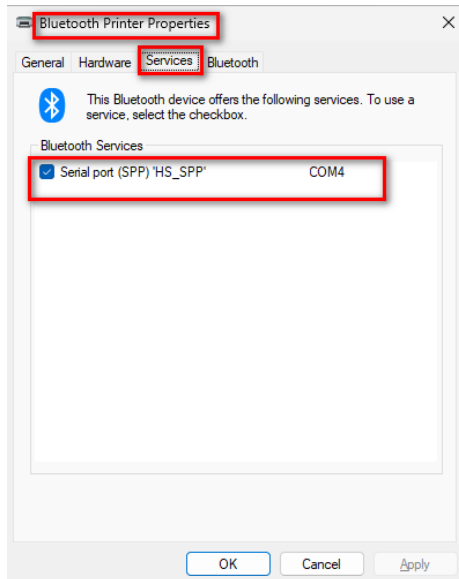 Bluetooth Printer Properties
General Hardware Services Bluetooth
This Bluetooth device offers the following services. To use a
service, select the checkbox.
Bluetooth Services
Serial port (SPP) 'HS_SPP' COM4
OK Cancel Apply